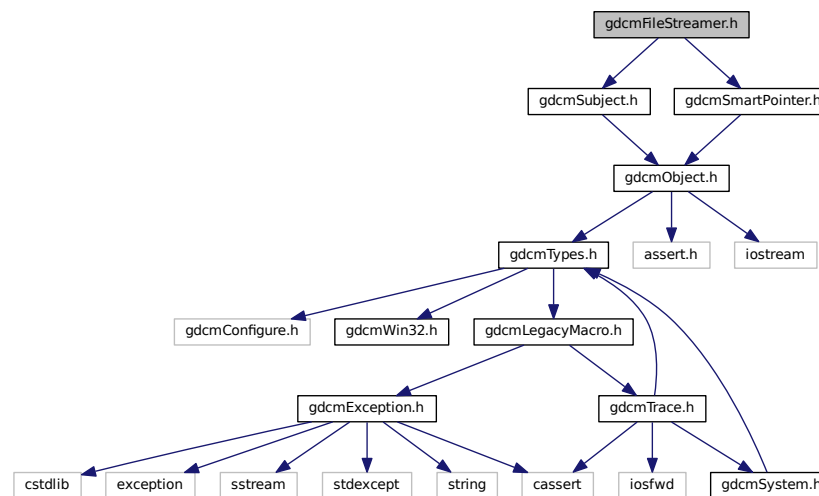 gdcmFileStreamer.h
gdcmSubject.h
gdcmSmartPointer.h
gdcmObject.h
gdcmTypes.h
assert.h
iostream
gdcmConfigure.h
gdcmWin32.h
gdcmLegacyMacro.h
gdcmException.h
gdcmTrace.h
cstdlib
exception
sstream
stdexcept
string
cassert
iosfwd
gdcmSystem.h